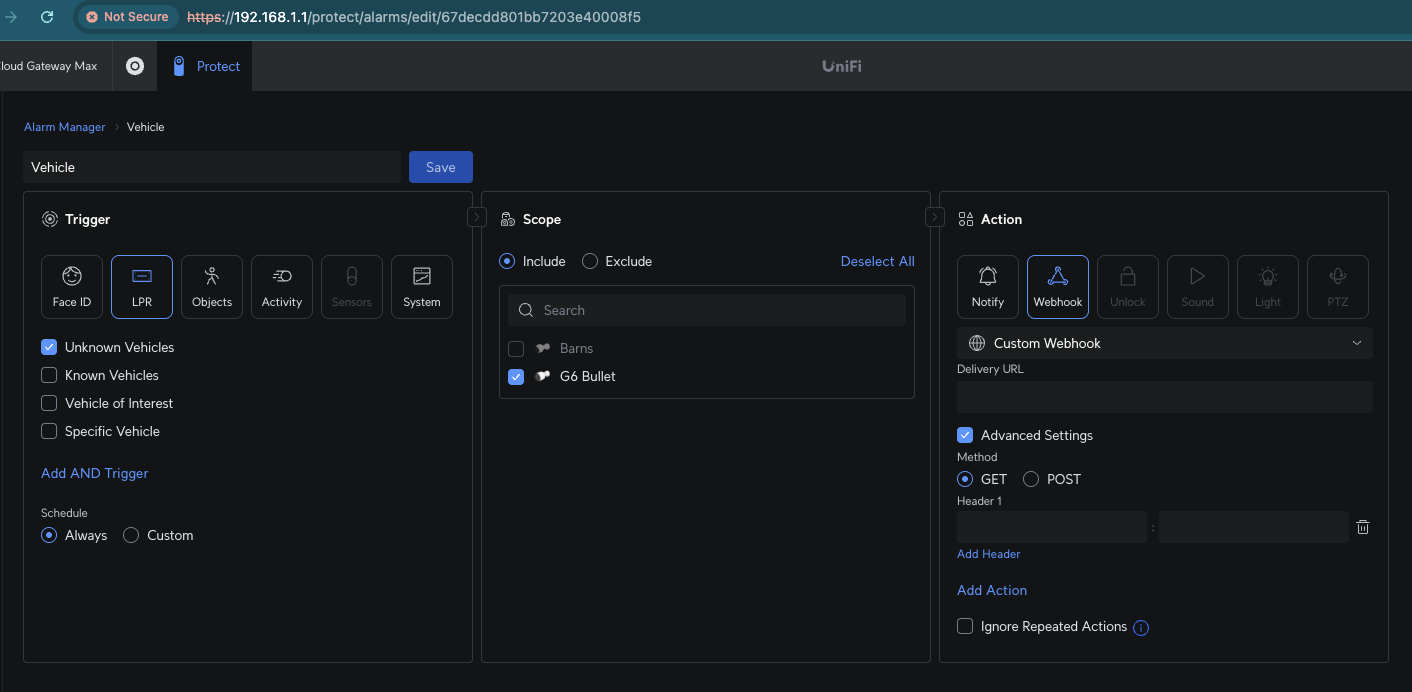 Not Secure https://192.168.1.1/protect/alarms/edit/67decdd801bb7203e40008f5
loud Gateway Max Protect UniFi
Alarm Manager > Vehicle
Vehicle Save
Trigger
Face ID LPR Objects Activity Sensors System
Unknown Vehicles
Known Vehicles
Vehicle of Interest
Specific Vehicle
Add AND Trigger
Schedule
Always Custom
Scope
Include Exclude Deselect All
Search
Barns
G6 Bullet
Action
Notify Webhook Unlock Sound Light PTZ
Custom Webhook
Delivery URL
Advanced Settings
Method
GET POST
Header 1
:
Add Header
Add Action
Ignore Repeated Actions